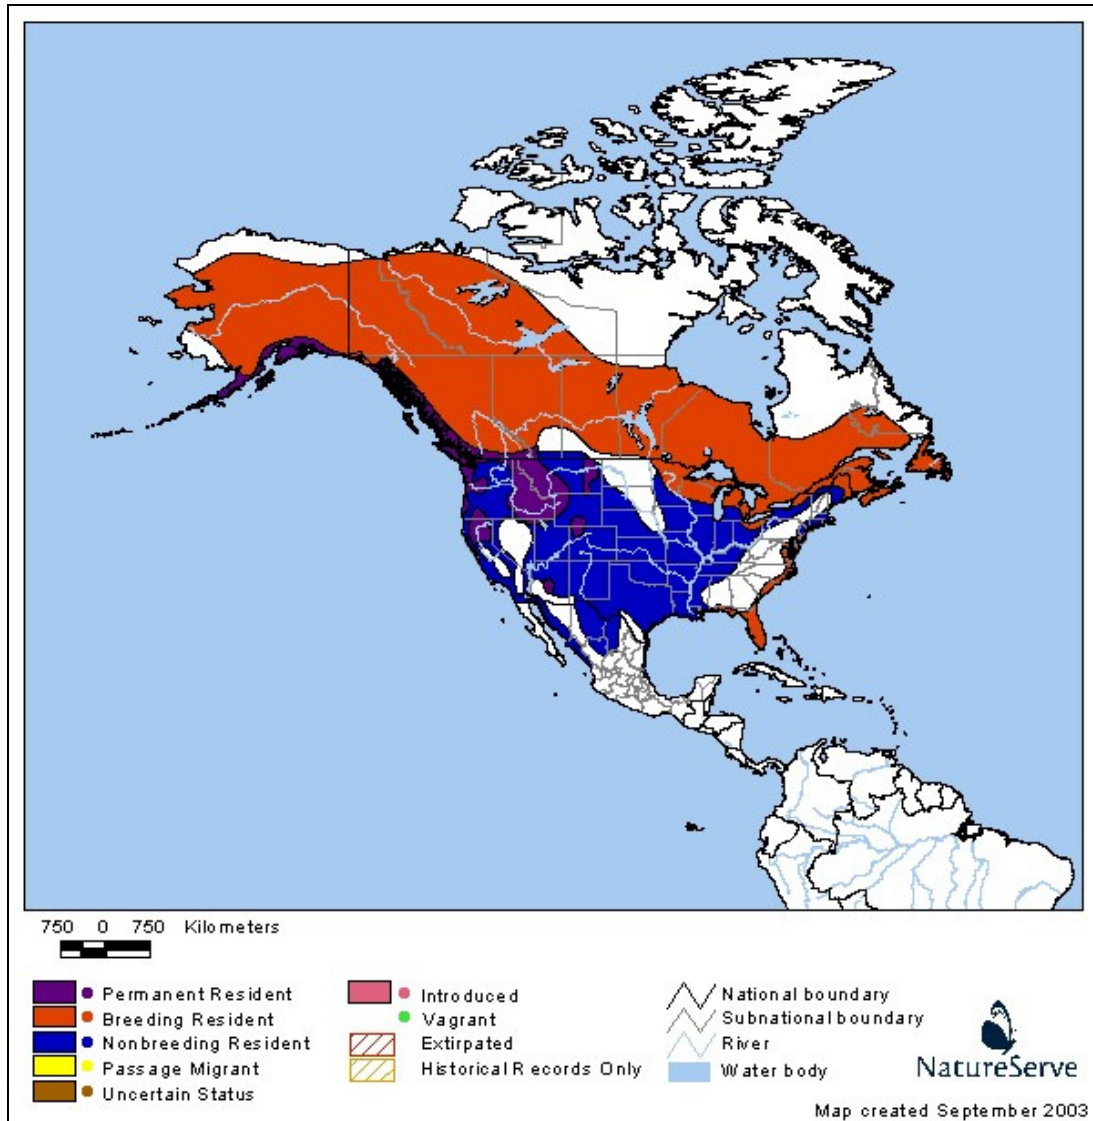 750 0 750 Kilometers
Permanent Resident
Breeding Resident
Nonbreeding Resident
Passage Migrant
Uncertain Status
Introduced
Vagrant
Extirpated
Historical Records Only
National boundary
Subnational boundary
River
Water body
NatureServe
Map created September 2003